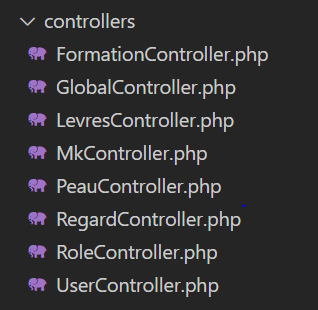 controllers
FormationController.php
GlobalController.php
LevresController.php
MkController.php
PeauController.php
RegardController.php
RoleController.php
UserController.php